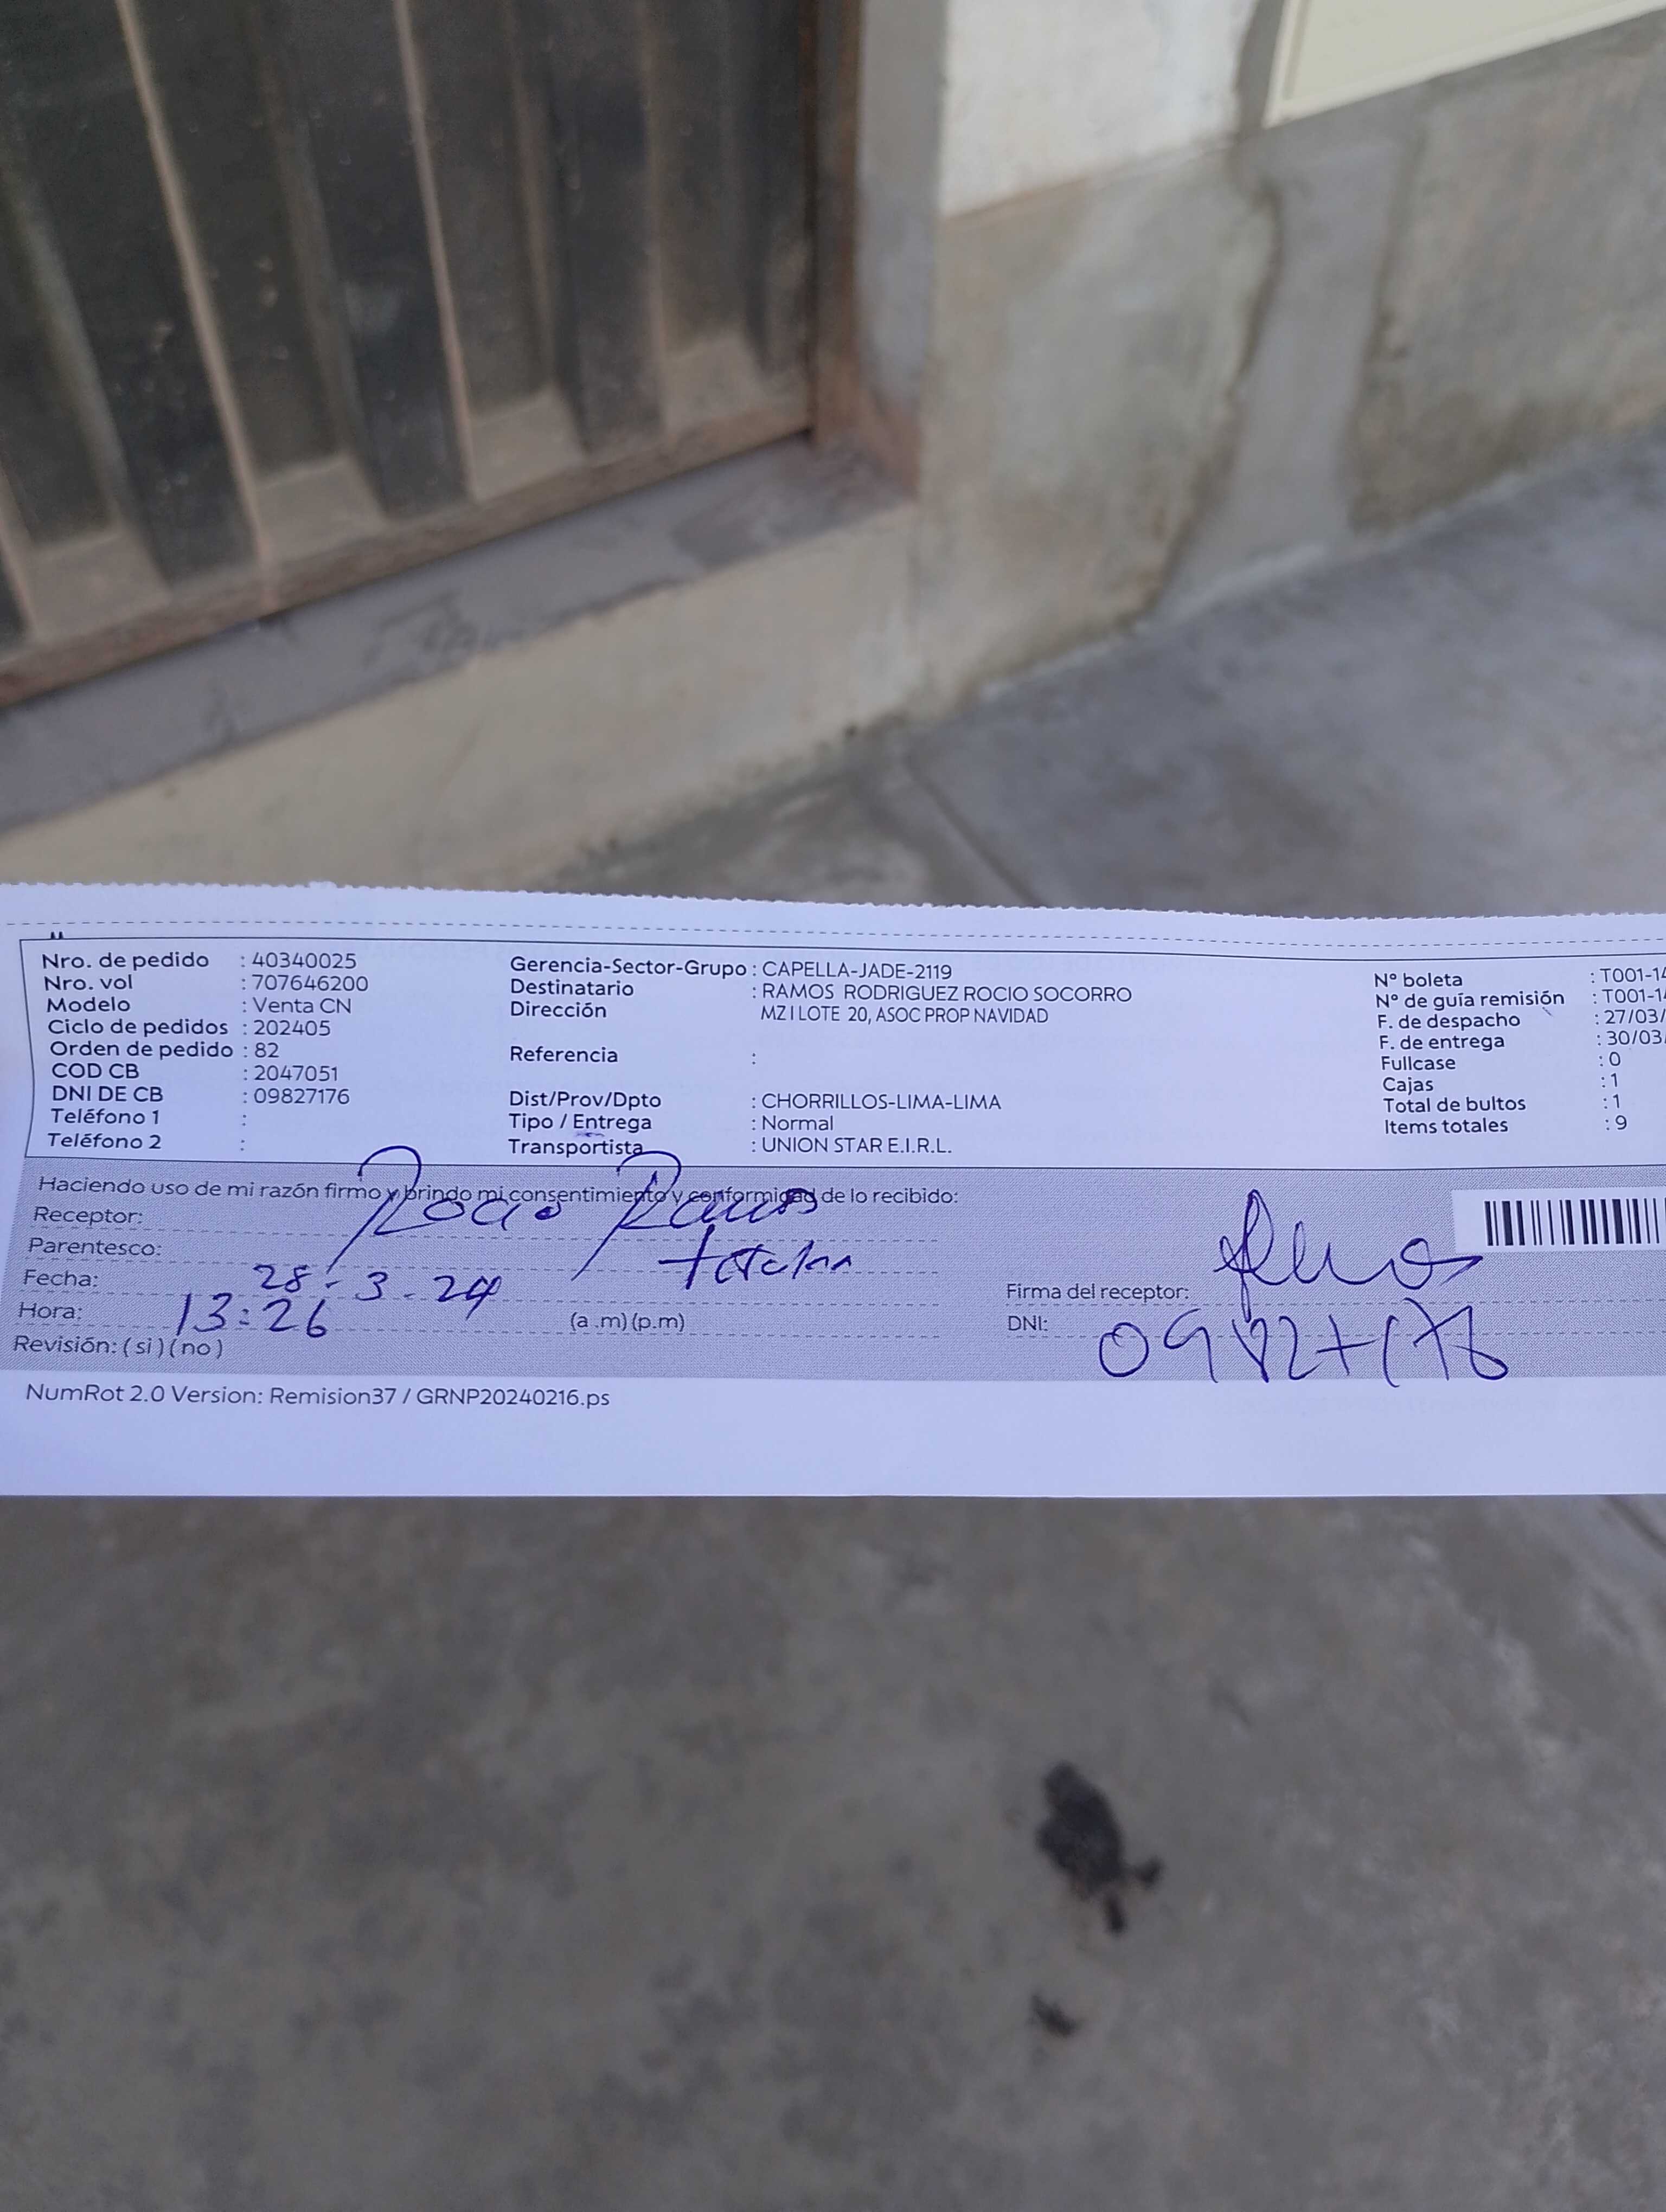 Nro. de pedido : 40340025
Nro. vol : 707646200
Modelo : Venta CN
Ciclo de pedidos : 202405
Orden de pedido : 82
COD CB : 2047051
DNI DE CB : 09827176
Teléfono 1 :
Teléfono 2 :
Gerencia-Sector-Grupo : CAPELLA-JADE-2119
Destinatario : RAMOS RODRIGUEZ ROCIO SOCORRO
Dirección MZ I LOTE 20, ASOC PROP NAVIDAD
Referencia :
Dist/Prov/Dpto : CHORRILLOS-LIMA-LIMA
Tipo / Entrega : Normal
Transportista : UNION STAR E.I.R.L.
N° boleta : T001-14
N° de guía remisión : T001-14
F. de despacho : 27/03/
F. de entrega : 30/03
Fullcase : 0
Cajas : 1
Total de bultos : 1
Items totales : 9
Haciendo uso de mi razón firmo y brindo mi consentimiento y conformidad de lo recibido:
Receptor: Rocio Ramos
Parentesco: titular
Fecha: 28-3-24
Hora: 13:26 (a .m) (p.m)
Revisión: ( si ) ( no )
Firma del receptor:
DNI: 09827176
NumRot 2.0 Version: Remision37 / GRNP20240216.ps